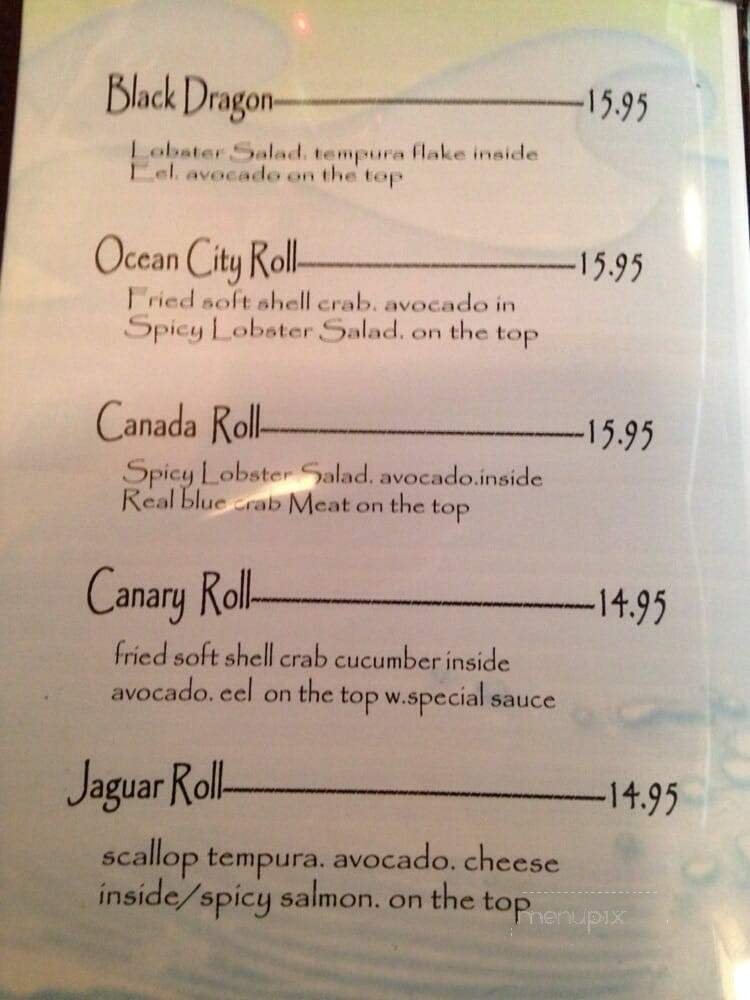 Black Dragon 15.95
Lobster Salad. tempura flake inside
Eel. avocado on the top
Ocean City Roll 15.95
Fried soft shell crab. avocado in
Spicy Lobster Salad. on the top
Canada Roll 15.95
Spicy Lobster Salad. avocado.inside
Real blue crab Meat on the top
Canary Roll 14.95
fried soft shell crab cucumber inside
avocado. eel on the top w.special sauce
Jaguar Roll 14.95
scallop tempura. avocado. cheese
inside/spicy salmon. on the top
menupix